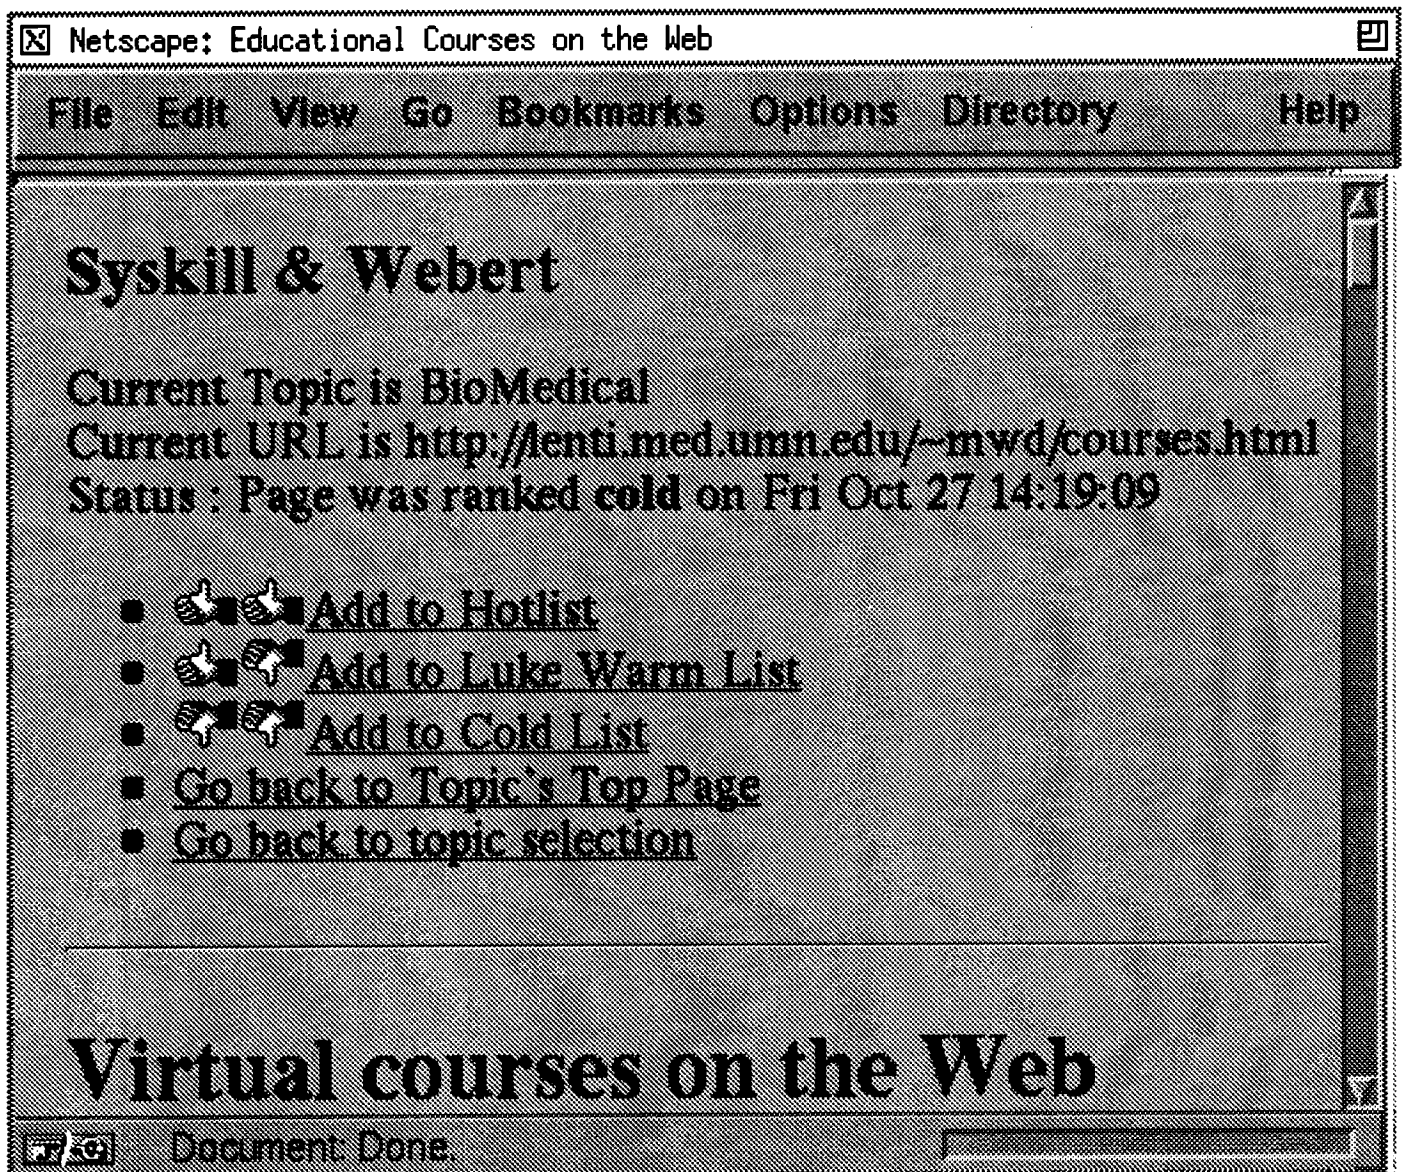 Netscape: Educational Courses on the Web
File Edit View Go Bookmarks Options Directory Help
Syskill & Webert
Current Topic is BioMedical
Current URL is http://lenti.med.umn.edu/~mwd/courses.html
Status : Page was ranked cold on Fri Oct 27 14:19:09
Add to Hotlist
Add to Luke Warm List
Add to Cold List
Go back to Topic's Top Page
Go back to topic selection
Virtual courses on the Web
Document: Done.